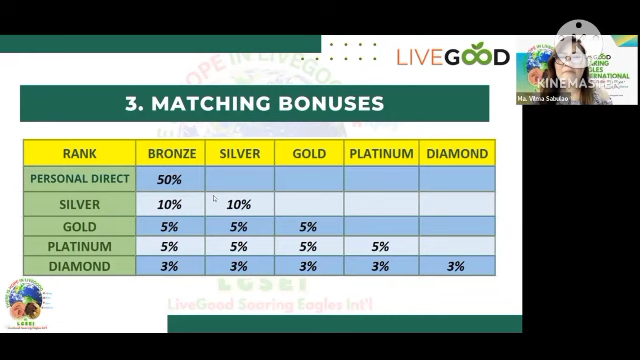 LIVEGOOD
KINEMASTER
Ma. Vilma Sabulao
3. MATCHING BONUSES
RANK BRONZE SILVER GOLD PLATINUM DIAMOND
PERSONAL DIRECT 50%
SILVER 10% 10%
GOLD 5% 5% 5%
PLATINUM 5% 5% 5% 5%
DIAMOND 3% 3% 3% 3% 3%
LGSEI
LiveGood Soaring Eagles Int'l
LGSEI